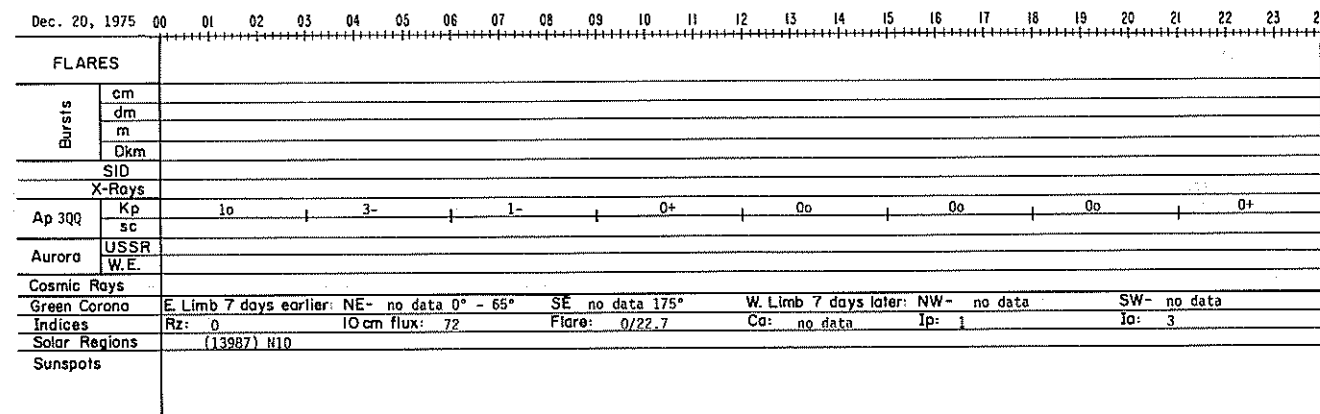 Dec. 20, 1975 00 01 02 03 04 05 06 07 08 09 10 11 12 13 14 15 16 17 18 19 20 21 22 23 2
FLARES
Bursts
cm
dm
m
Dkm
SID
X-Rays
Ap 3QQ Kp 1o 3- 1- 0+ 0o 0o 0o 0+
sc
Aurora USSR
W.E.
Cosmic Rays
Green Corona E. Limb 7 days earlier: NE- no data 0° - 65° SE no data 175° W. Limb 7 days later: NW- no data SW- no data
Indices Rz: 0 10 cm flux: 72 Flare: 0/22.7 Ca: no data Ip: 1 Ia: 3
Solar Regions (13987) N10
Sunspots